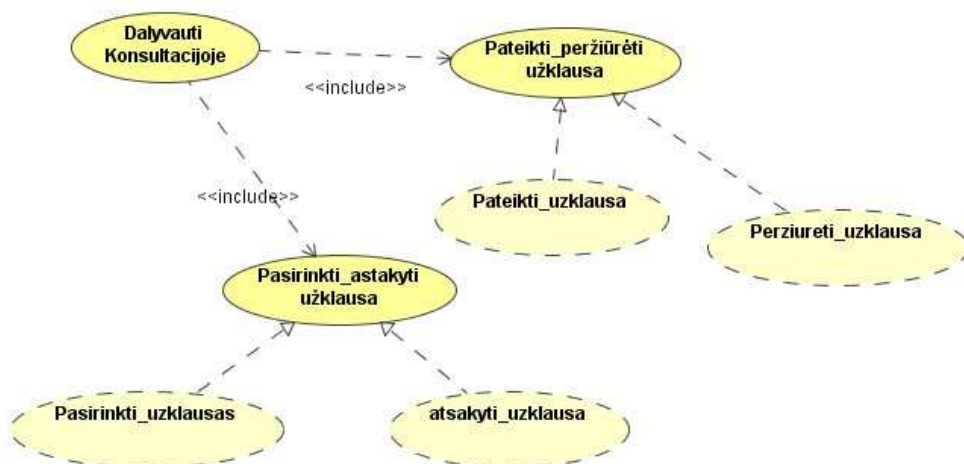 Dalyvauti
Konsultacijoje
Pateikti_peržiūrėti
užklausa
<<include>>
Pateikti_uzklausa
<<include>>
Perziureti_uzklausa
Pasirinkti_astakyti
užklausa
Pasirinkti_uzklausas
atsakyti_uzklausa